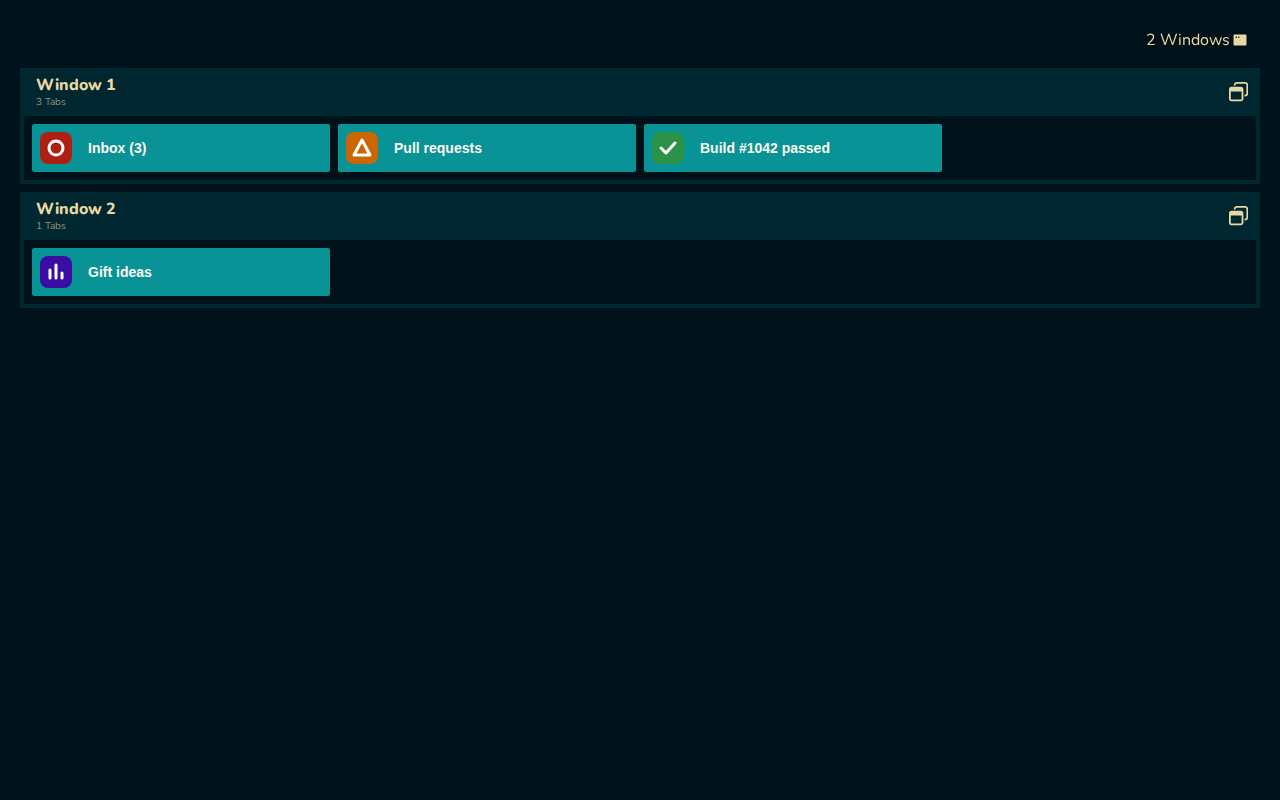 2 Windows
Window 1
3 Tabs
Inbox (3)
Pull requests
Build #1042 passed
Window 2
1 Tabs
Gift ideas